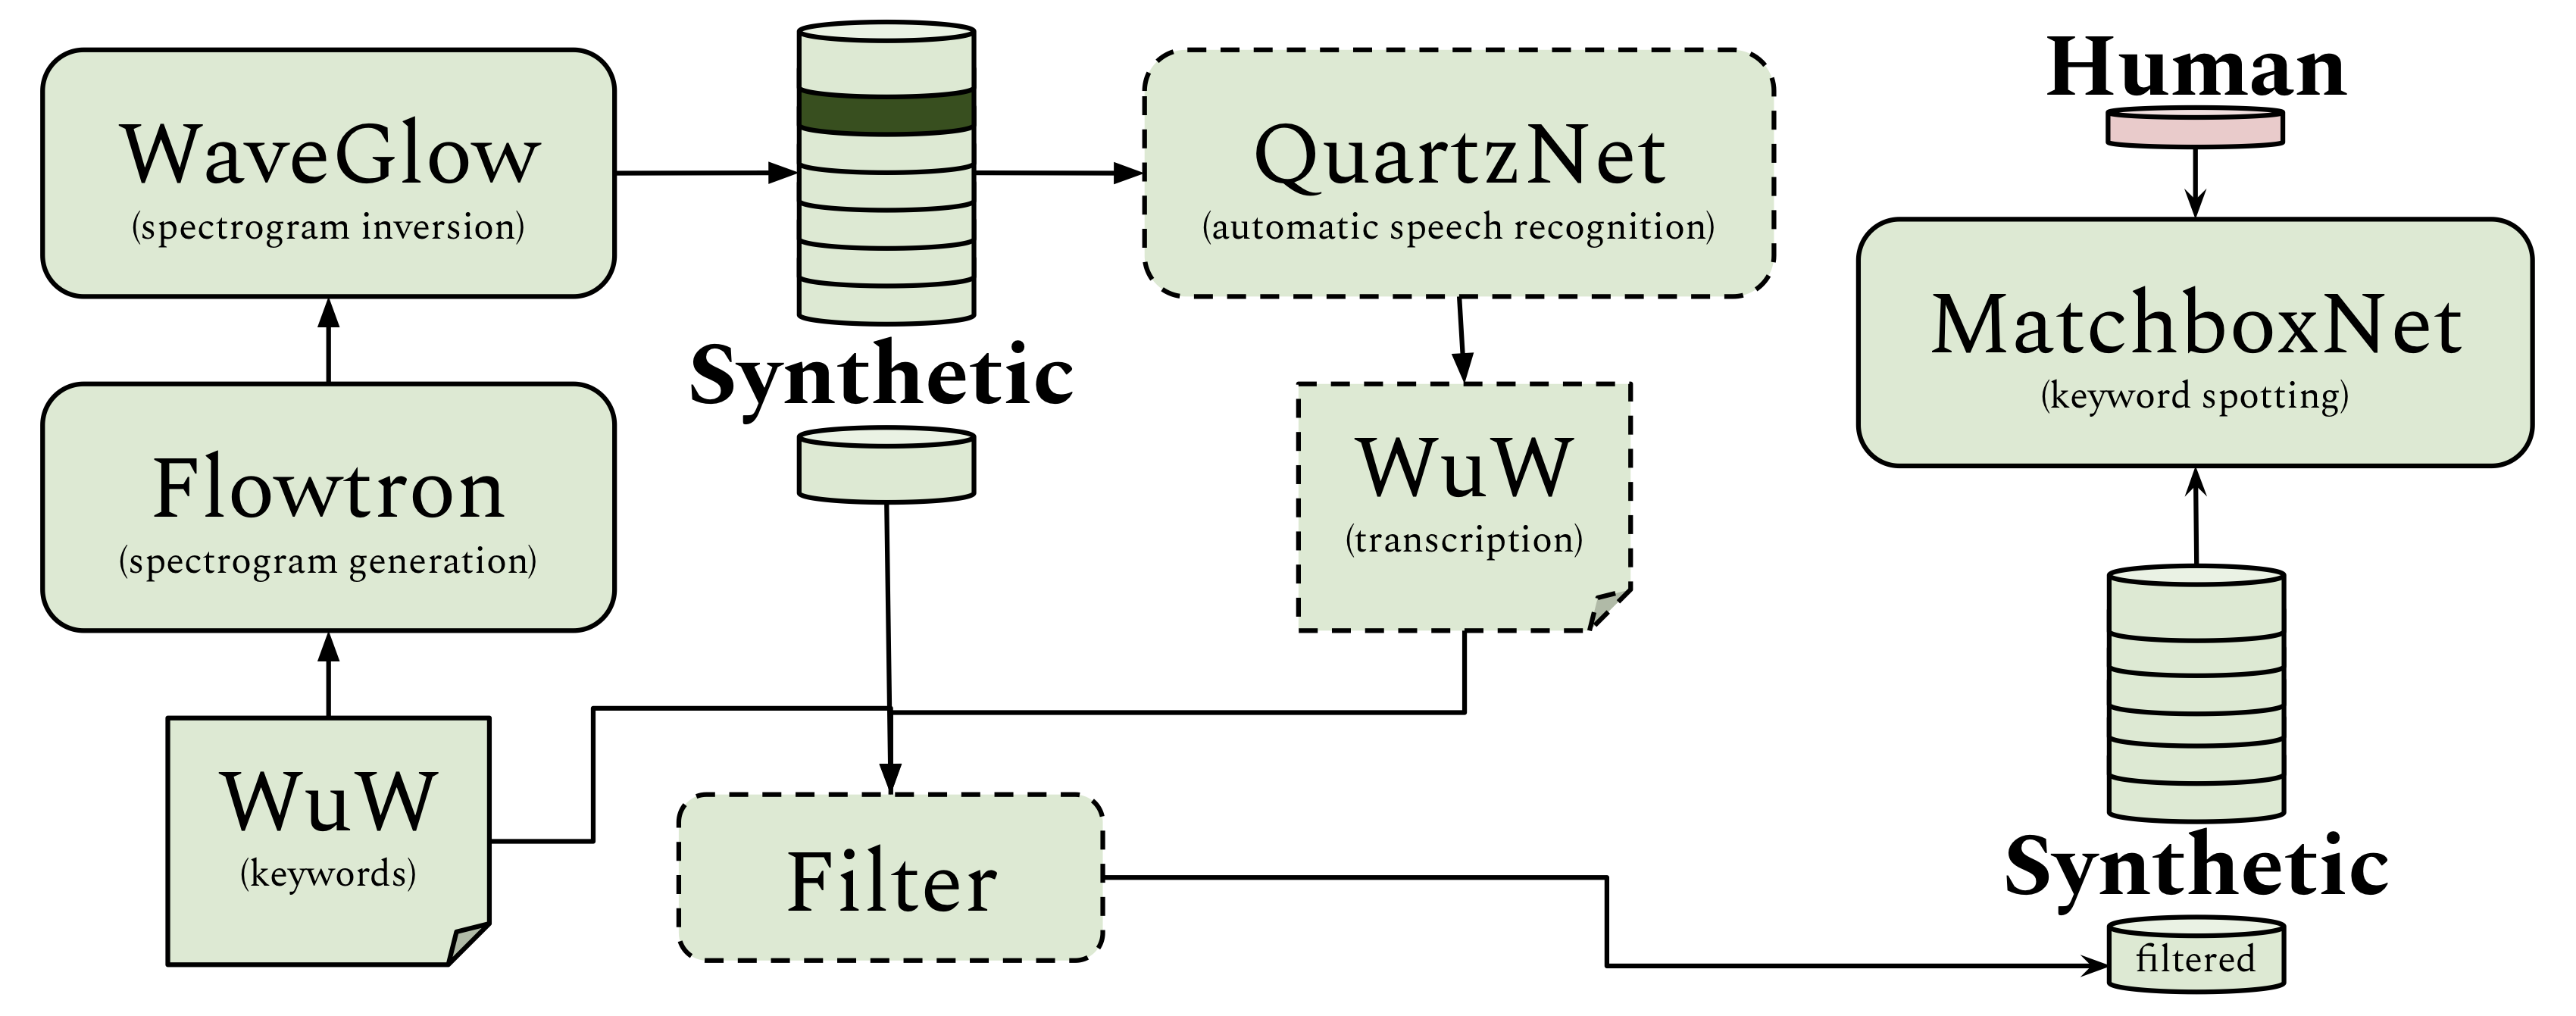 WaveGlow
(spectrogram inversion)
Flowtron
(spectrogram generation)
WuW
(keywords)
Synthetic
QuartzNet
(automatic speech recognition)
WuW
(transcription)
Filter
Human
MatchboxNet
(keyword spotting)
Synthetic
filtered